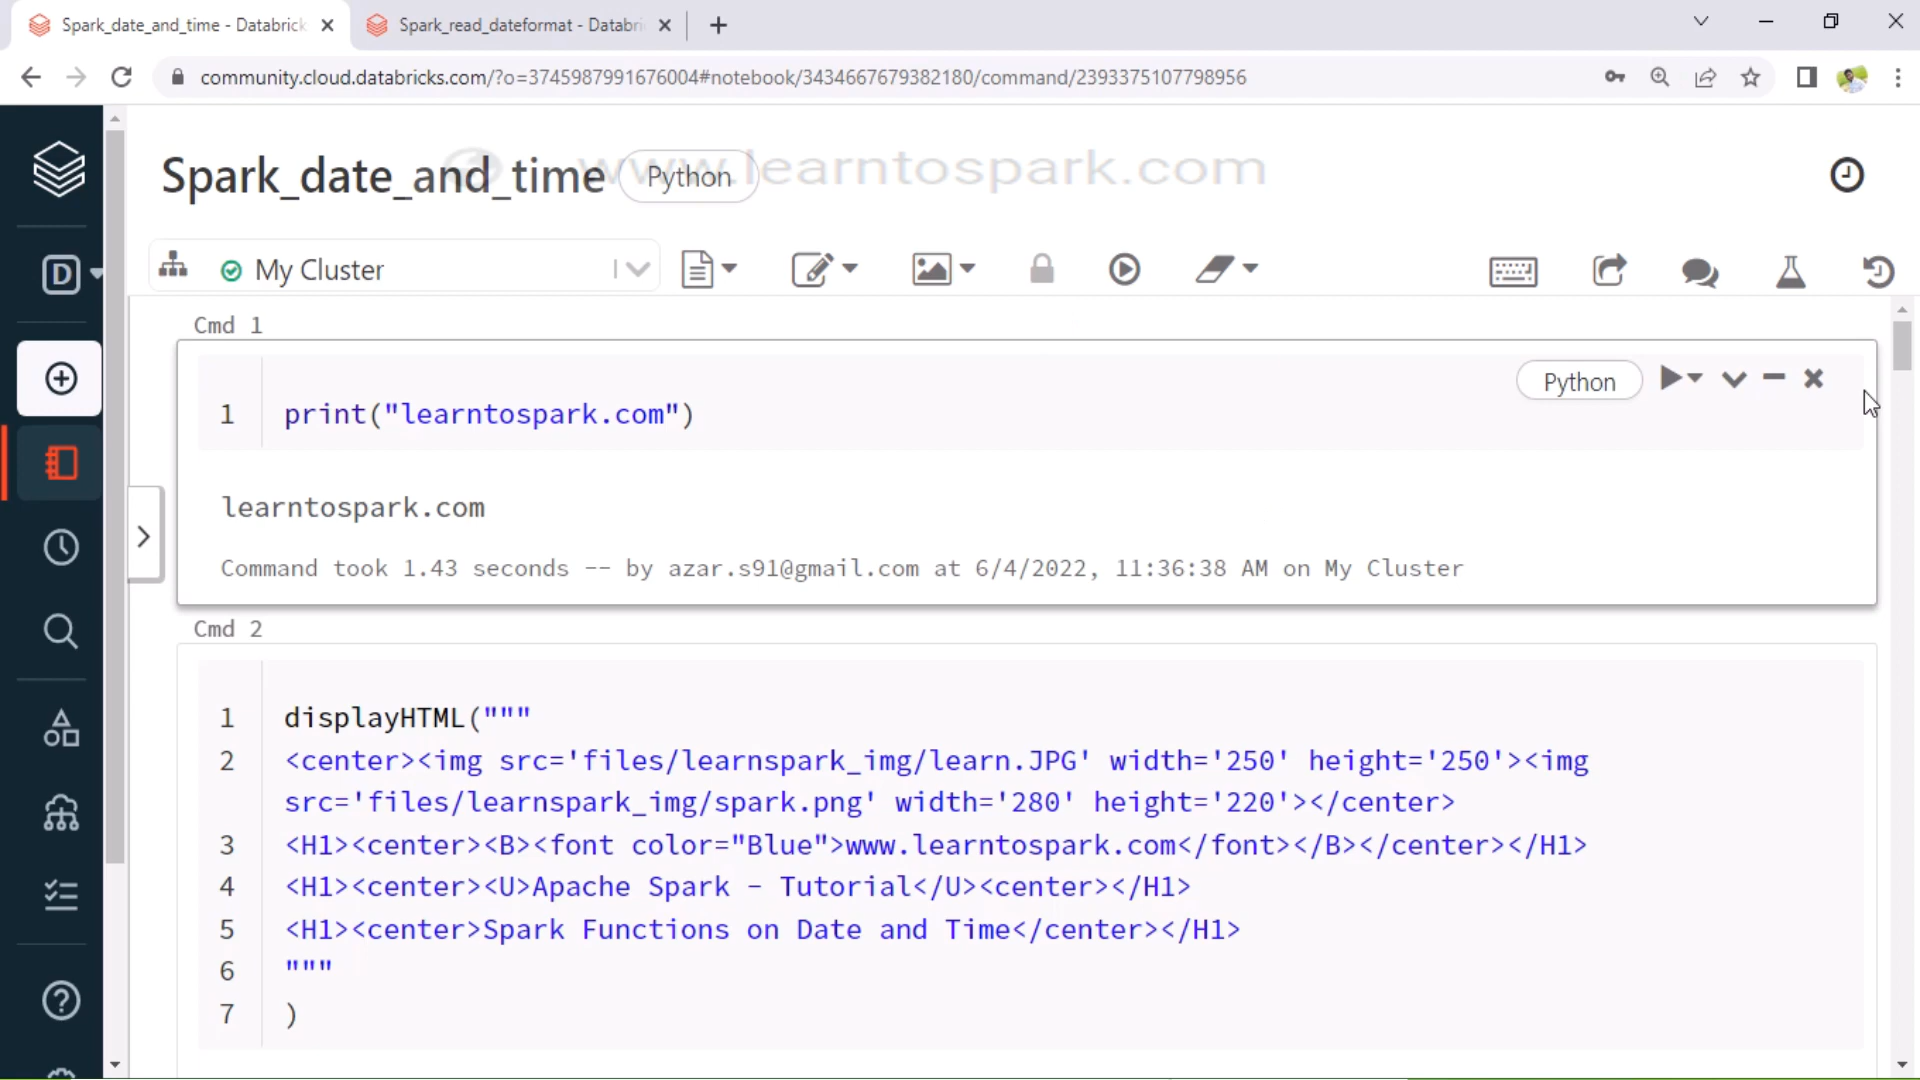 Spark_date_and_time - Databrick
Spark_read_dateformat - Databri
community.cloud.databricks.com/?o=3745987991676004#notebook/3434667679382180/command/2393375107798956
www.learntospark.com
Spark_date_and_time
Python
D
My Cluster
Cmd 1
Python
1 print("learntospark.com")
learntospark.com
Command took 1.43 seconds -- by azar.s91@gmail.com at 6/4/2022, 11:36:38 AM on My Cluster
Cmd 2
1 displayHTML("""
2 <center><img src='files/learnspark_img/learn.JPG' width='250' height='250'><img
src='files/learnspark_img/spark.png' width='280' height='220'></center>
3 <H1><center><B><font color="Blue">www.learntospark.com</font></B></center></H1>
4 <H1><center><U>Apache Spark - Tutorial</U><center></H1>
5 <H1><center>Spark Functions on Date and Time</center></H1>
6 """
7 )